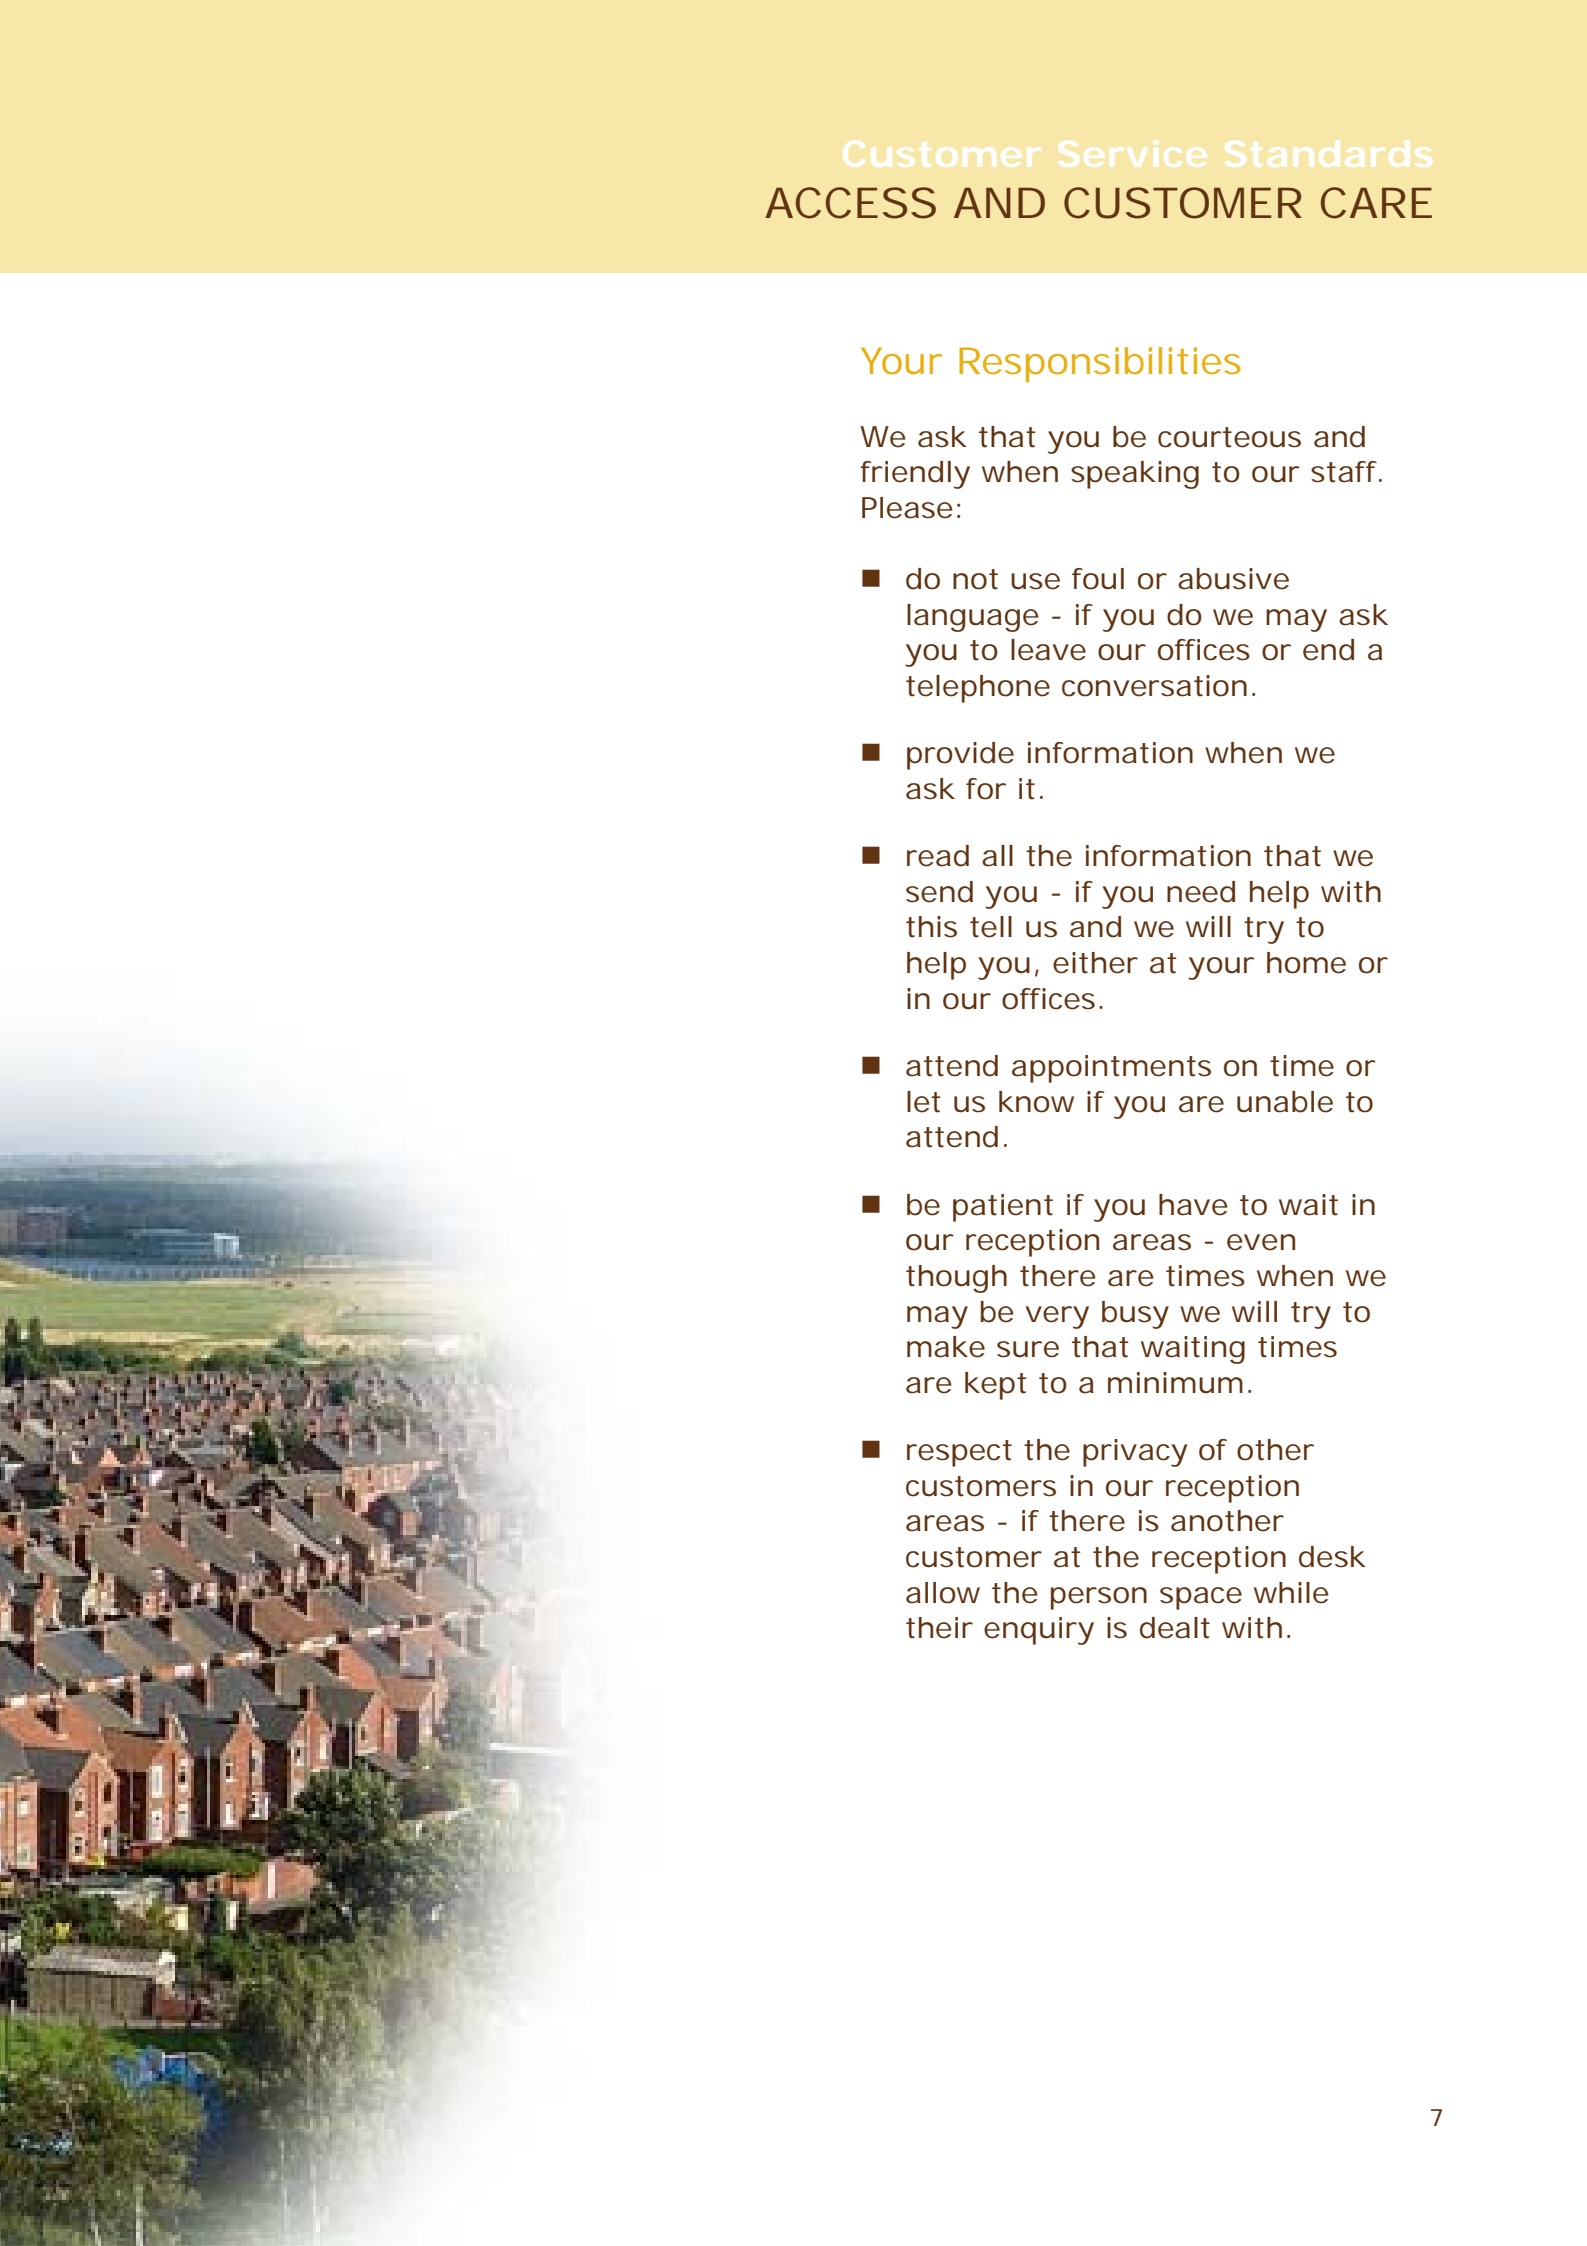 Customer Service Standards
ACCESS AND CUSTOMER CARE
Your Responsibilities
We ask that you be courteous and
friendly when speaking to our staff.
Please:
■ do not use foul or abusive
language - if you do we may ask
you to leave our offices or end a
telephone conversation.
■ provide information when we
ask for it.
■ read all the information that we
send you - if you need help with
this tell us and we will try to
help you, either at your home or
in our offices.
■ attend appointments on time or
let us know if you are unable to
attend.
■ be patient if you have to wait in
our reception areas - even
though there are times when we
may be very busy we will try to
make sure that waiting times
are kept to a minimum.
■ respect the privacy of other
customers in our reception
areas - if there is another
customer at the reception desk
allow the person space while
their enquiry is dealt with.
7